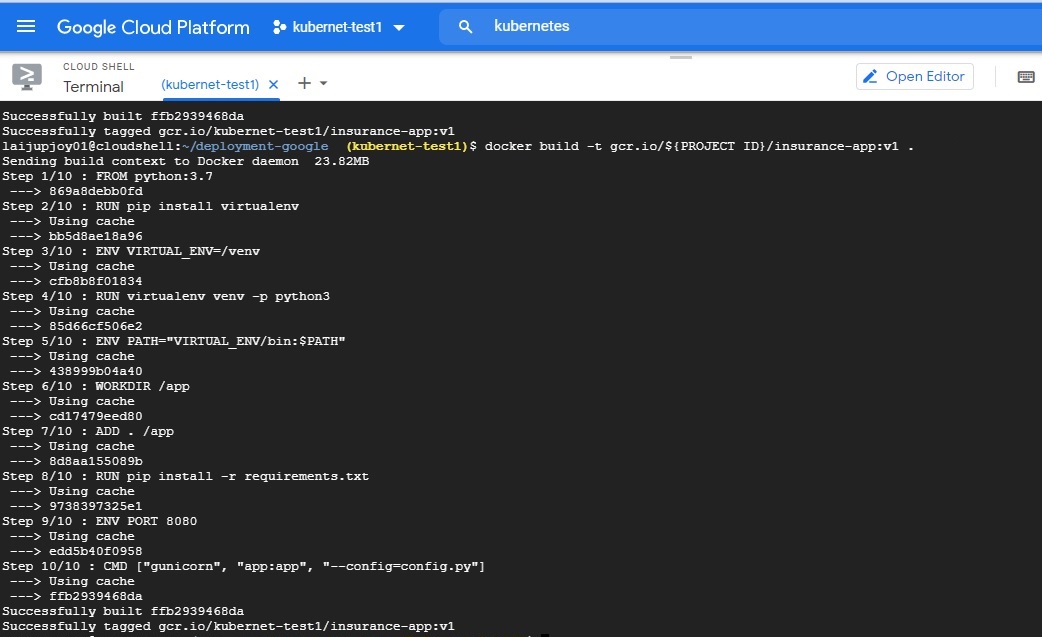 Google Cloud Platform
kubernet-test1
kubernetes
CLOUD SHELL
Terminal
(kubernet-test1)
Open Editor
Successfully built ffb2939468da
Successfully tagged gcr.io/kubernet-test1/insurance-app:v1
laijupjoy01@cloudshell:~/deployment-google (kubernet-test1)$ docker build -t gcr.io/${PROJECT_ID}/insurance-app:v1 .
Sending build context to Docker daemon 23.82MB
Step 1/10 : FROM python:3.7
---> 869a8debb0fd
Step 2/10 : RUN pip install virtualenv
---> Using cache
---> bb5d8ae18a96
Step 3/10 : ENV VIRTUAL_ENV=/venv
---> Using cache
---> cfb8b8f01834
Step 4/10 : RUN virtualenv venv -p python3
---> Using cache
---> 85d66cf506e2
Step 5/10 : ENV PATH="VIRTUAL_ENV/bin:$PATH"
---> Using cache
---> 438999b04a40
Step 6/10 : WORKDIR /app
---> Using cache
---> cd17479eed80
Step 7/10 : ADD . /app
---> Using cache
---> 8d8aa155089b
Step 8/10 : RUN pip install -r requirements.txt
---> Using cache
---> 9738397325e1
Step 9/10 : ENV PORT 8080
---> Using cache
---> edd5b40f0958
Step 10/10 : CMD ["gunicorn", "app:app", "--config=config.py"]
---> Using cache
---> ffb2939468da
Successfully built ffb2939468da
Successfully tagged gcr.io/kubernet-test1/insurance-app:v1